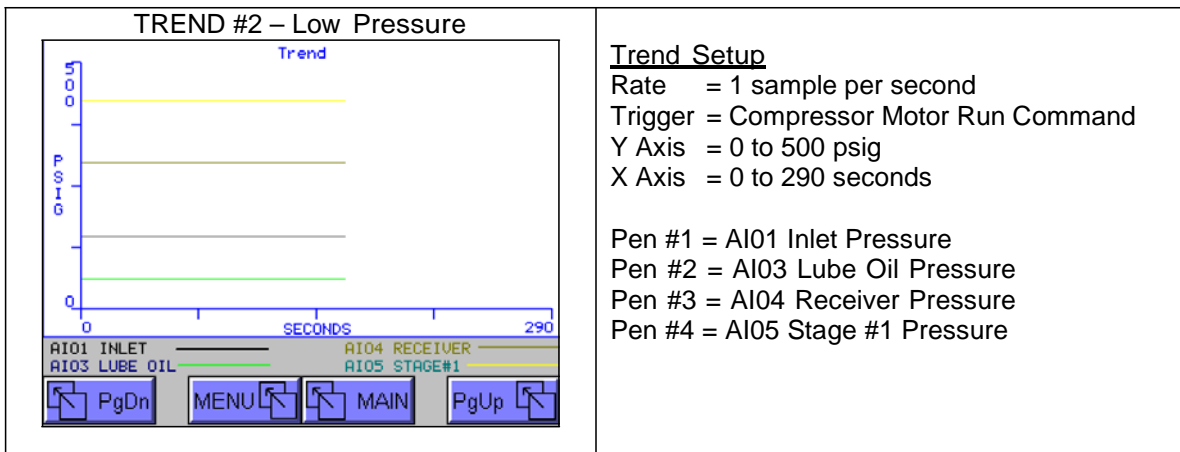 TREND #2 – Low Pressure
Trend
500
PSIG
0
0 SECONDS 290
AI01 INLET AI04 RECEIVER
AI03 LUBE OIL AI05 STAGE#1
PgDn MENU MAIN PgUp
Trend Setup
Rate = 1 sample per second
Trigger = Compressor Motor Run Command
Y Axis = 0 to 500 psig
X Axis = 0 to 290 seconds
Pen #1 = AI01 Inlet Pressure
Pen #2 = AI03 Lube Oil Pressure
Pen #3 = AI04 Receiver Pressure
Pen #4 = AI05 Stage #1 Pressure